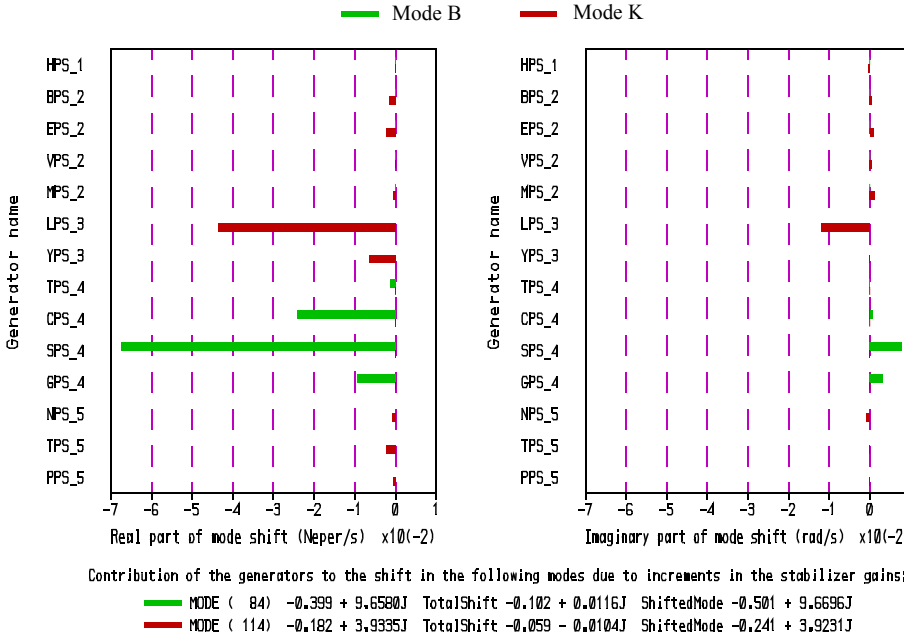 Mode B Mode K
HPS_1 HPS_1
BPS_2 BPS_2
EPS_2 EPS_2
VPS_2 VPS_2
MPS_2 MPS_2
LPS_3 LPS_3
YPS_3 YPS_3
TPS_4 TPS_4
CPS_4 CPS_4
SPS_4 SPS_4
GPS_4 GPS_4
NPS_5 NPS_5
TPS_5 TPS_5
PPS_5 PPS_5
Generator name Generator name
-7 -6 -5 -4 -3 -2 -1 -0 1 -7 -6 -5 -4 -3 -2 -1 0
Real part of mode shift (Neper/s) x10(-2) Imaginary part of mode shift (rad/s) x10(-2
Contribution of the generators to the shift in the following modes due to increments in the stabilizer gains:
MODE ( 84) -0.399 + 9.6580J TotalShift -0.102 + 0.0116J ShiftedMode -0.501 + 9.6696J
MODE ( 114) -0.182 + 3.9335J TotalShift -0.059 - 0.0104J ShiftedMode -0.241 + 3.9231J